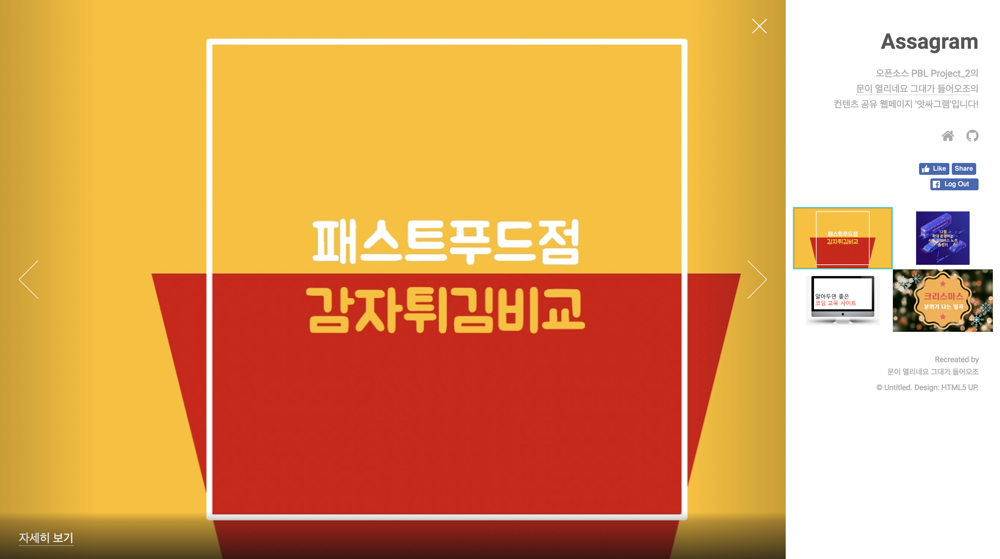 패스트푸드점
감자튀김비교
자세히 보기
Assagram
오픈소스 PBL Project_2의
문이 열리네요 그대가 들어오조의
컨텐츠 공유 웹페이지 '앗싸그램'입니다!
Like Share
Log Out
패스트푸드점
감자튀김비교
12월
확대 운행하는
서울 심야버스 노선
총정리
알아두면 좋은
코딩 교육 사이트
크리스마스
분위기 나는 띵곡
Recreated by
문이 열리네요 그대가 들어오조
© Untitled. Design: HTML5 UP.